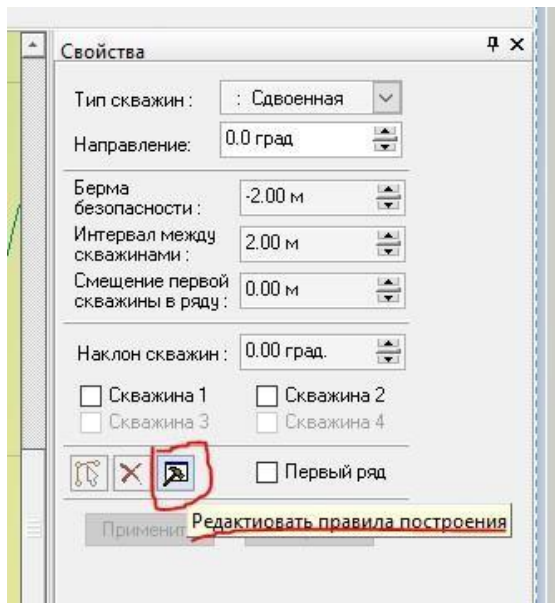 Свойства
Тип скважин :
: Сдвоенная
Направление:
0.0 град
Берма
безопасности :
-2.00 м
Интервал между
скважинами :
2.00 м
Смещение первой
скважины в ряду :
0.00 м
Наклон скважин :
0.00 град.
Скважина 1
Скважина 2
Скважина 3
Скважина 4
Первый ряд
Редактиовать правила построения